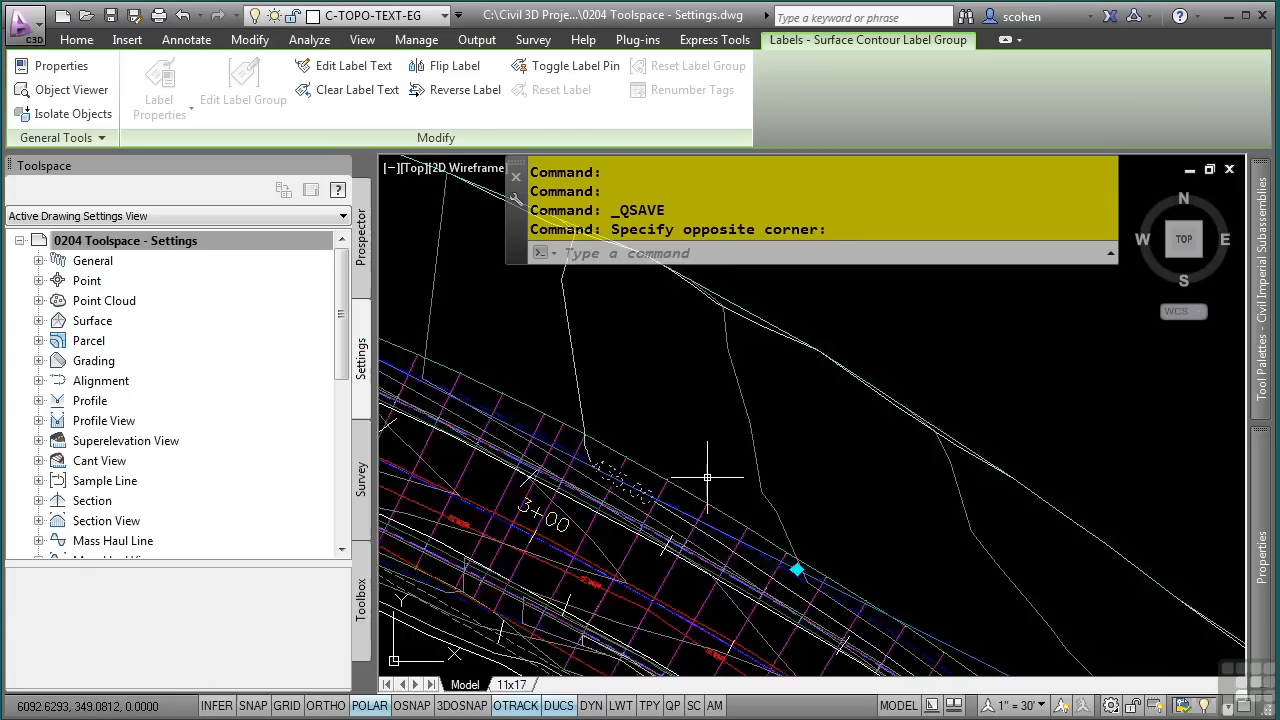 C3D
C-TOPO-TEXT-EG
C:\Civil 3D Proje...\0204 Toolspace - Settings.dwg
Type a keyword or phrase
scohen
Home Insert Annotate Modify Analyze View Manage Output Survey Help Plug-ins Express Tools Labels - Surface Contour Label Group
Properties
Object Viewer
Isolate Objects
Label Properties
Edit Label Group
Edit Label Text
Clear Label Text
Flip Label
Reverse Label
Toggle Label Pin
Reset Label
Reset Label Group
Renumber Tags
General Tools
Modify
Toolspace
Active Drawing Settings View
0204 Toolspace - Settings
General
Point
Point Cloud
Surface
Parcel
Grading
Alignment
Profile
Profile View
Superelevation View
Cant View
Sample Line
Section
Section View
Mass Haul Line
Prospector
Settings
Survey
Toolbox
[−][Top][2D Wireframe
Command:
Command:
Command: _QSAVE
Command: Specify opposite corner:
Type a command
N
W TOP E
S
WCS
3+00
Y
X
Tool Palettes - Civil Imperial Subassemblies
Properties
Model 11x17
6092.6293, 349.0812, 0.0000
INFER SNAP GRID ORTHO POLAR OSNAP 3DOSNAP OTRACK DUCS DYN LWT TPY QP SC AM
MODEL
1" = 30'